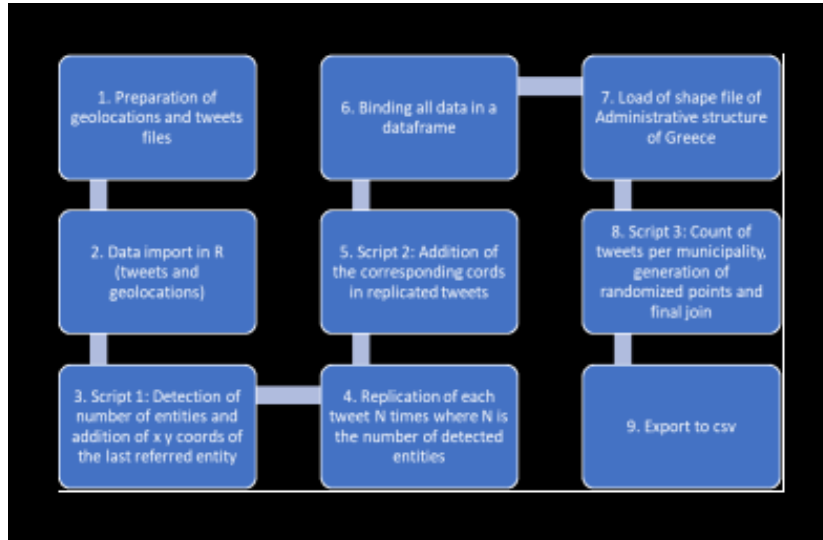 1. Preparation of
geolocations and tweets
files
2. Data import in R
(tweets and
geolocations)
3. Script 1: Detection of
number of entities and
addition of x y coords of
the last referred entity
4. Replication of each
tweet N times where N is
the number of detected
entities
5. Script 2: Addition of
the corresponding cords
in replicated tweets
6. Binding all data in a
dataframe
7. Load of shape file of
Administrative structure
of Greece
8. Script 3: Count of
tweets per municipality,
generation of
randomized points and
final join
9. Export to csv